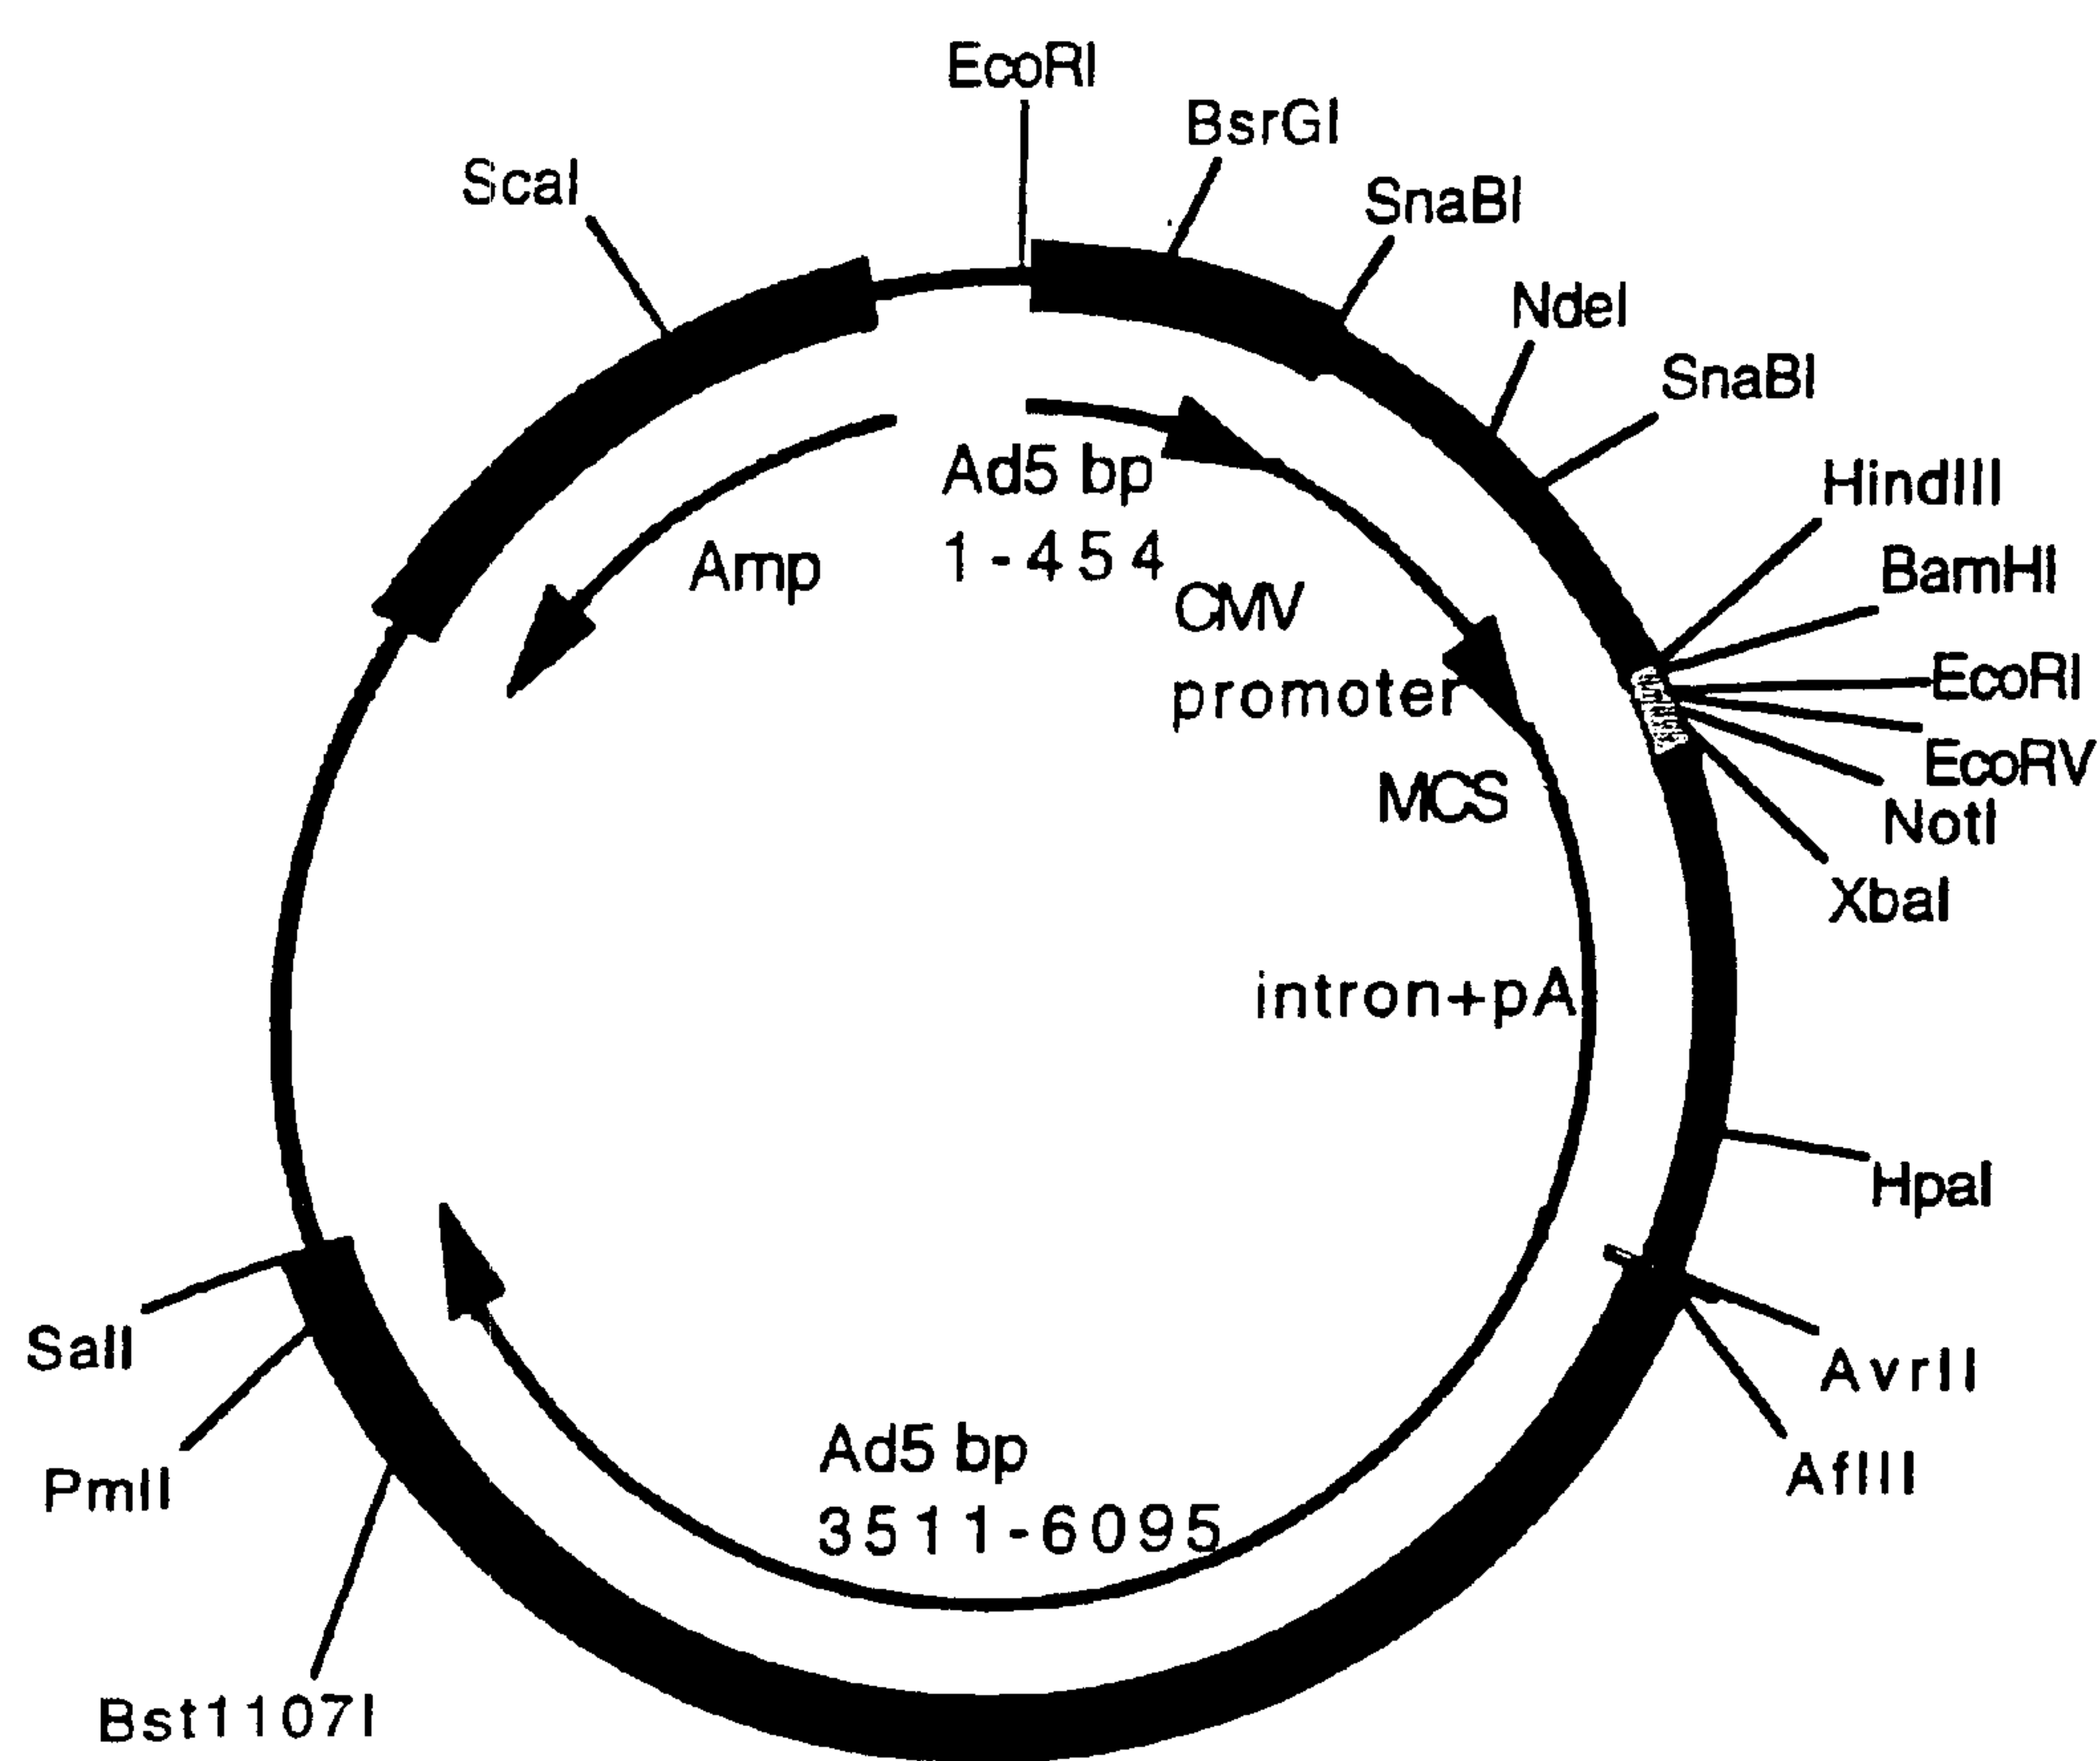 EcoRI
BsrGI
ScaI
SnaBI
NdeI
SnaBI
HindIII
BamHI
EcoRI
EcoRV
NotI
XbaI
Ad5 bp
1-454
Amp
CMV
promoter
MCS
intron+pA
HpaI
AvrII
AflII
SalI
PmlI
Bst1107I
Ad5 bp
3511-6095